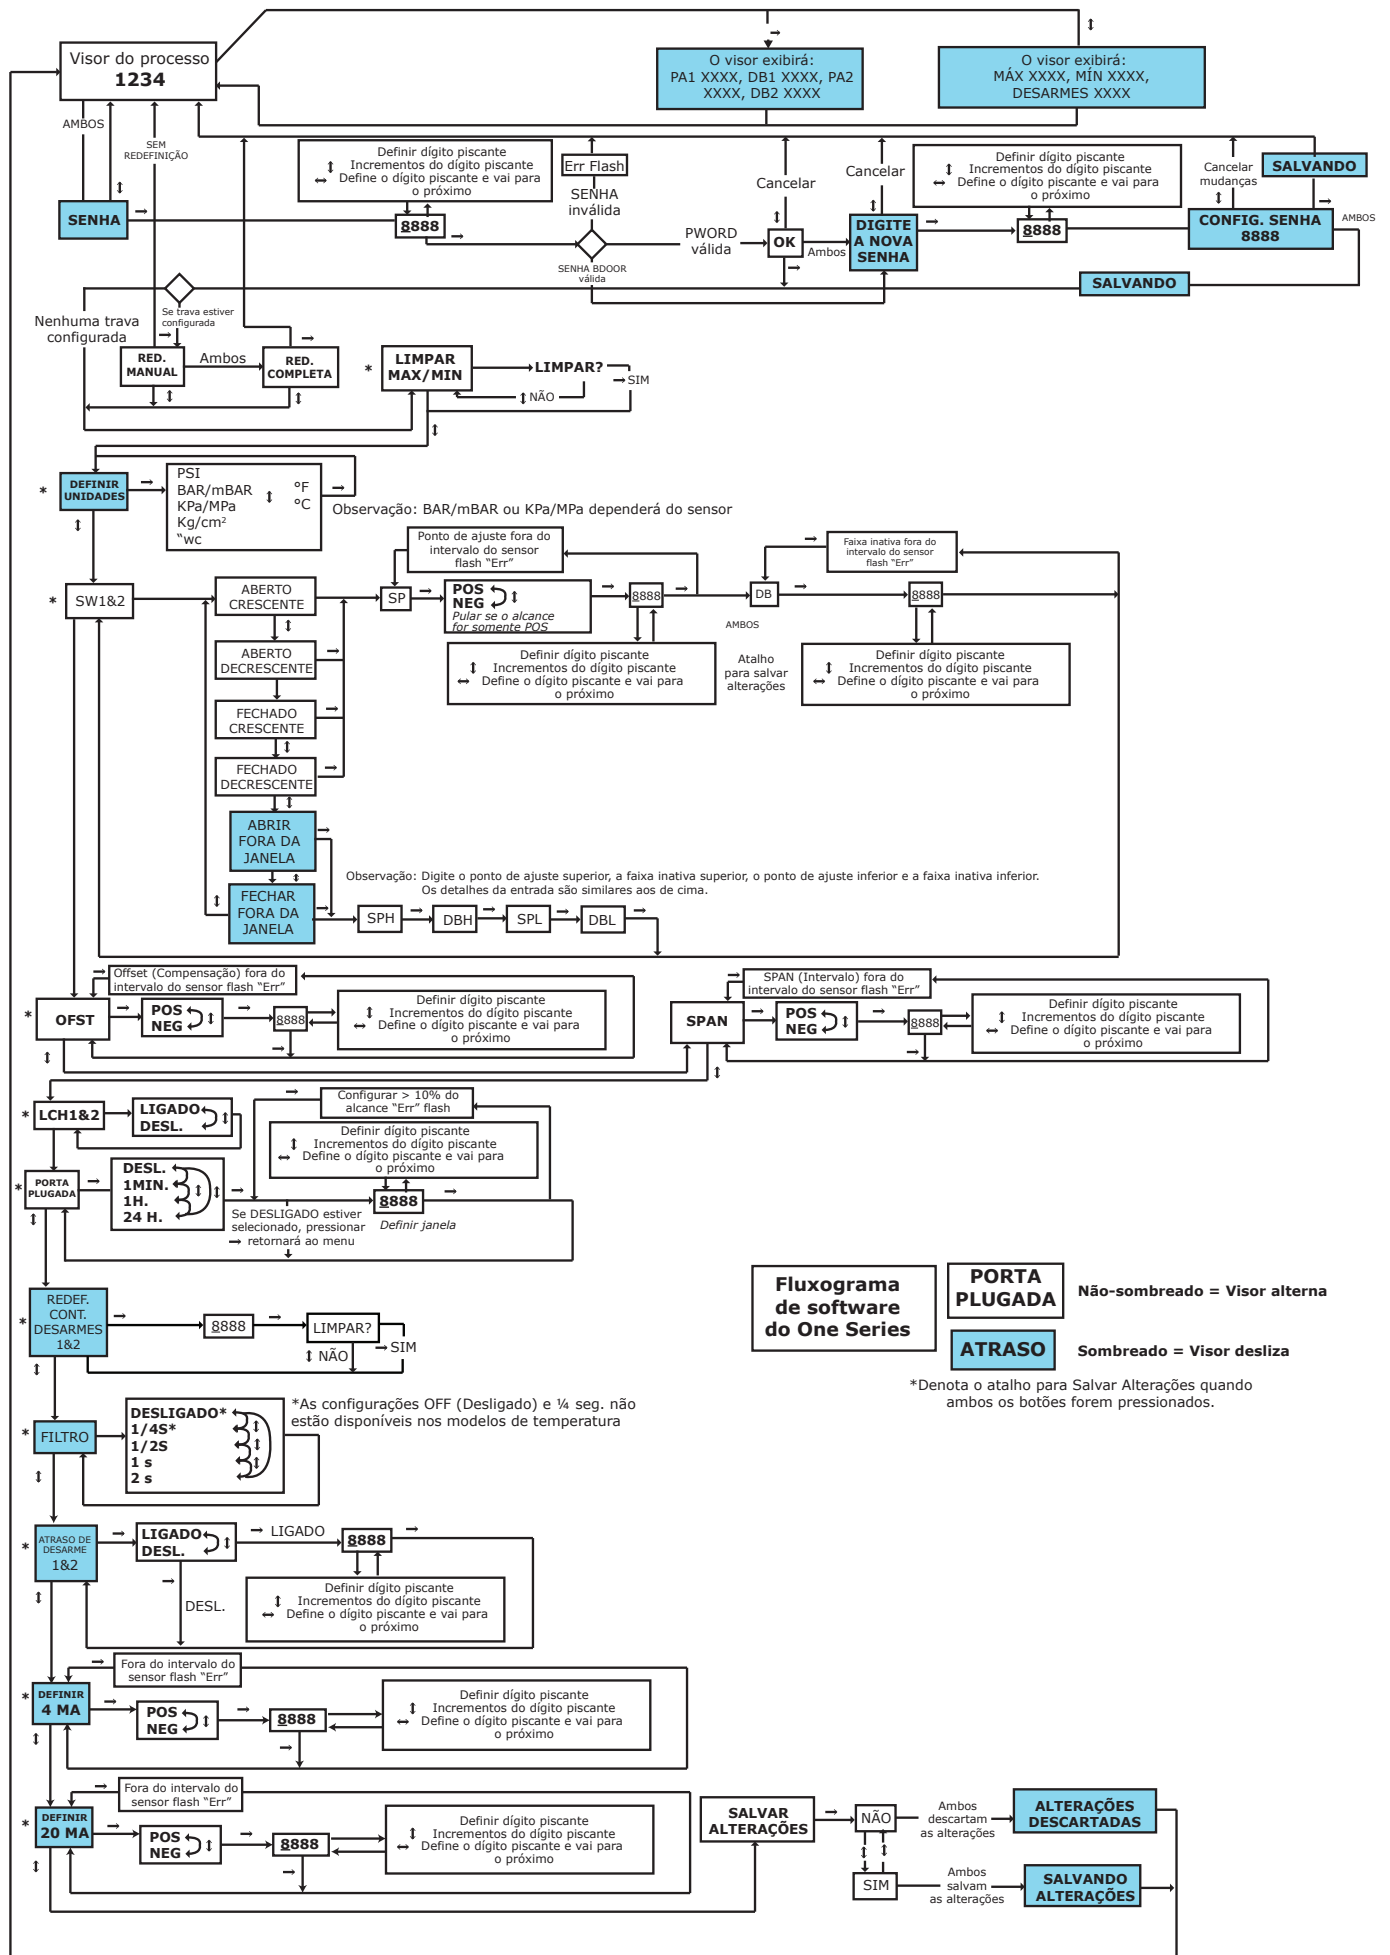 Visor do processo
1234
O visor exibirá:
PA1 XXXX, DB1 XXXX, PA2
XXXX, DB2 XXXX
O visor exibirá:
MÁX XXXX, MÍN XXXX,
DESARMES XXXX
AMBOS
SEM
REDEFINIÇÃO
SENHA
Definir dígito piscante
↕ Incrementos do dígito piscante
↔ Define o dígito piscante e vai para
o próximo
8888
Err Flash
SENHA
inválida
SENHA BDOOR
válida
PWORD
válida
Cancelar
OK
Ambos
Cancelar
DIGITE
A NOVA
SENHA
Definir dígito piscante
↕ Incrementos do dígito piscante
↔ Define o dígito piscante e vai para
o próximo
8888
Cancelar
mudanças
SALVANDO
CONFIG. SENHA
8888
AMBOS
SALVANDO
Nenhuma trava
configurada
Se trava estiver
configurada
RED.
MANUAL
Ambos
RED.
COMPLETA
* LIMPAR
MAX/MIN
LIMPAR?
SIM
NÃO
* DEFINIR
UNIDADES
PSI
BAR/mBAR
KPa/MPa
Kg/cm²
“wc
°F
°C
Observação: BAR/mBAR ou KPa/MPa dependerá do sensor
* SW1&2
ABERTO
CRESCENTE
ABERTO
DECRESCENTE
FECHADO
CRESCENTE
FECHADO
DECRESCENTE
ABRIR
FORA DA
JANELA
FECHAR
FORA DA
JANELA
Ponto de ajuste fora do
intervalo do sensor
flash “Err”
SP
POS
NEG
Pular se o alcance
for somente POS
8888
Definir dígito piscante
↕ Incrementos do dígito piscante
↔ Define o dígito piscante e vai para
o próximo
AMBOS
Atalho
para salvar
alterações
DB
Faixa inativa fora do
intervalo do sensor
flash “Err”
8888
Definir dígito piscante
↕ Incrementos do dígito piscante
↔ Define o dígito piscante e vai para
o próximo
Observação: Digite o ponto de ajuste superior, a faixa inativa superior, o ponto de ajuste inferior e a faixa inativa inferior.
Os detalhes da entrada são similares aos de cima.
SPH
DBH
SPL
DBL
Offset (Compensação) fora do
intervalo do sensor flash “Err”
* OFST
POS
NEG
8888
Definir dígito piscante
↕ Incrementos do dígito piscante
↔ Define o dígito piscante e vai para
o próximo
SPAN (Intervalo) fora do
intervalo do sensor flash “Err”
SPAN
POS
NEG
8888
Definir dígito piscante
↕ Incrementos do dígito piscante
↔ Define o dígito piscante e vai para
o próximo
* LCH1&2
LIGADO
DESL.
* PORTA
PLUGADA
DESL.
1MIN.
1H.
24 H.
Configurar > 10% do
alcance “Err” flash
Definir dígito piscante
↕ Incrementos do dígito piscante
↔ Define o dígito piscante e vai para
o próximo
8888
Definir janela
Se DESLIGADO estiver
selecionado, pressionar
→ retornará ao menu
* REDEF.
CONT.
DESARMES
1&2
8888
LIMPAR?
SIM
NÃO
Fluxograma
de software
do One Series
PORTA
PLUGADA
Não-sombreado = Visor alterna
ATRASO
Sombreado = Visor desliza
*Denota o atalho para Salvar Alterações quando
ambos os botões forem pressionados.
* FILTRO
DESLIGADO*
1/4S*
1/2S
1 s
2 s
*As configurações OFF (Desligado) e ¼ seg. não
estão disponíveis nos modelos de temperatura
* ATRASO DE
DESARME
1&2
LIGADO
DESL.
LIGADO
DESL.
8888
Definir dígito piscante
↕ Incrementos do dígito piscante
↔ Define o dígito piscante e vai para
o próximo
Fora do intervalo do
sensor flash “Err”
* DEFINIR
4 MA
POS
NEG
8888
Definir dígito piscante
↕ Incrementos do dígito piscante
↔ Define o dígito piscante e vai para
o próximo
Fora do intervalo do
sensor flash “Err”
* DEFINIR
20 MA
POS
NEG
8888
Definir dígito piscante
↕ Incrementos do dígito piscante
↔ Define o dígito piscante e vai para
o próximo
SALVAR
ALTERAÇÕES
NÃO
SIM
Ambos
descartam
as alterações
ALTERAÇÕES
DESCARTADAS
Ambos
salvam
as alterações
SALVANDO
ALTERAÇÕES